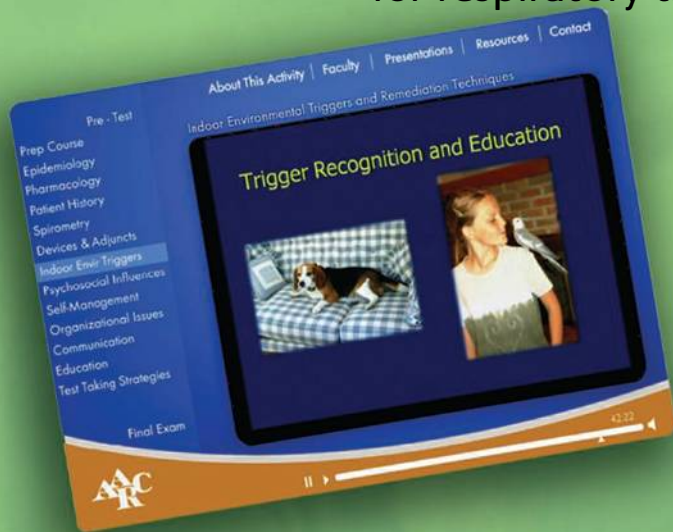 for respiratory
About This Activity | Faculty | Presentations | Resources | Contact
Indoor Environmental Triggers and Remediation Techniques
Pre - Test
Prep Course
Epidemiology
Pharmacology
Patient History
Spirometry
Devices & Adjuncts
Indoor Envir Triggers
Psychosocial Influences
Self-Management
Organizational Issues
Communication
Education
Test Taking Strategies
Final Exam
Trigger Recognition and Education
42:22
AARC